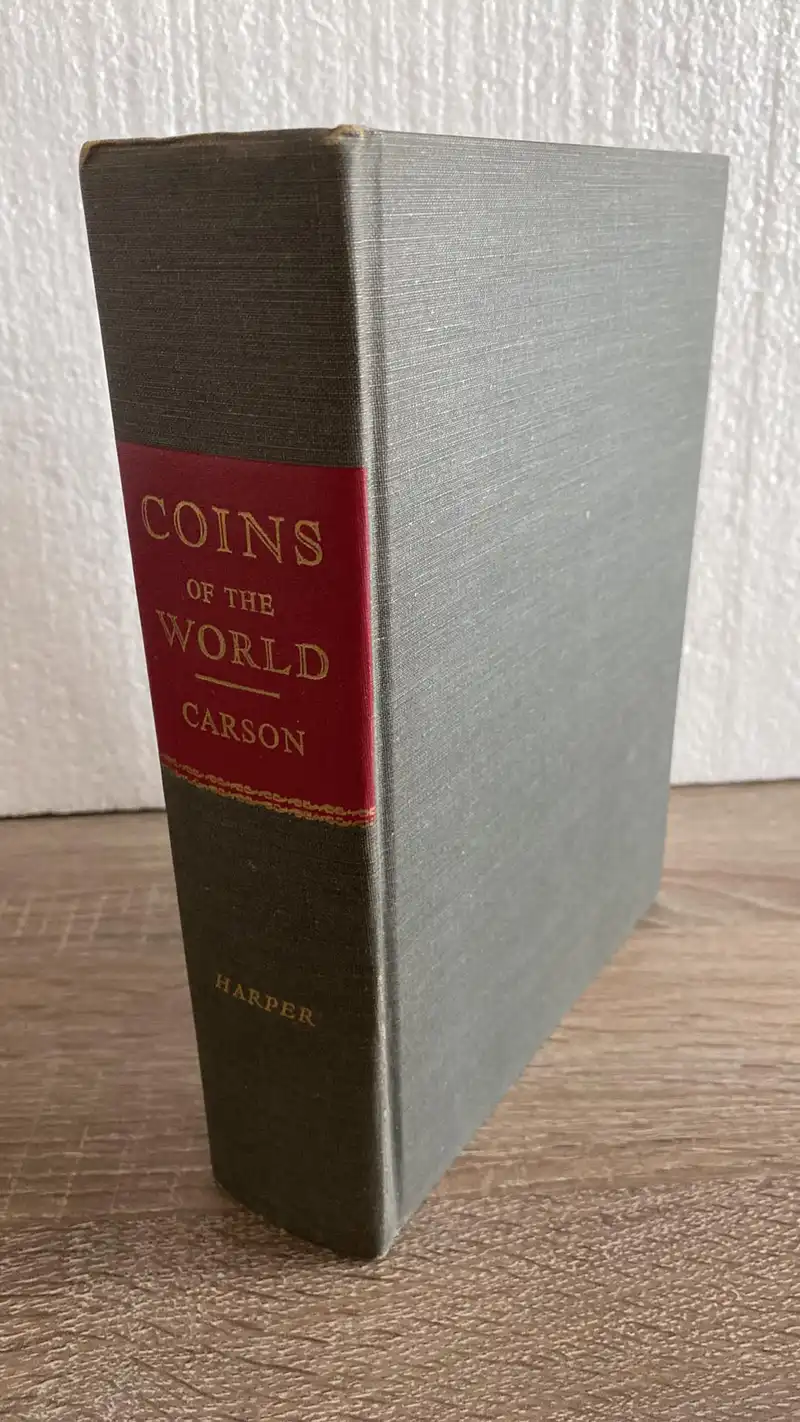 COINS
OF THE
WORLD
CARSON
HARPER